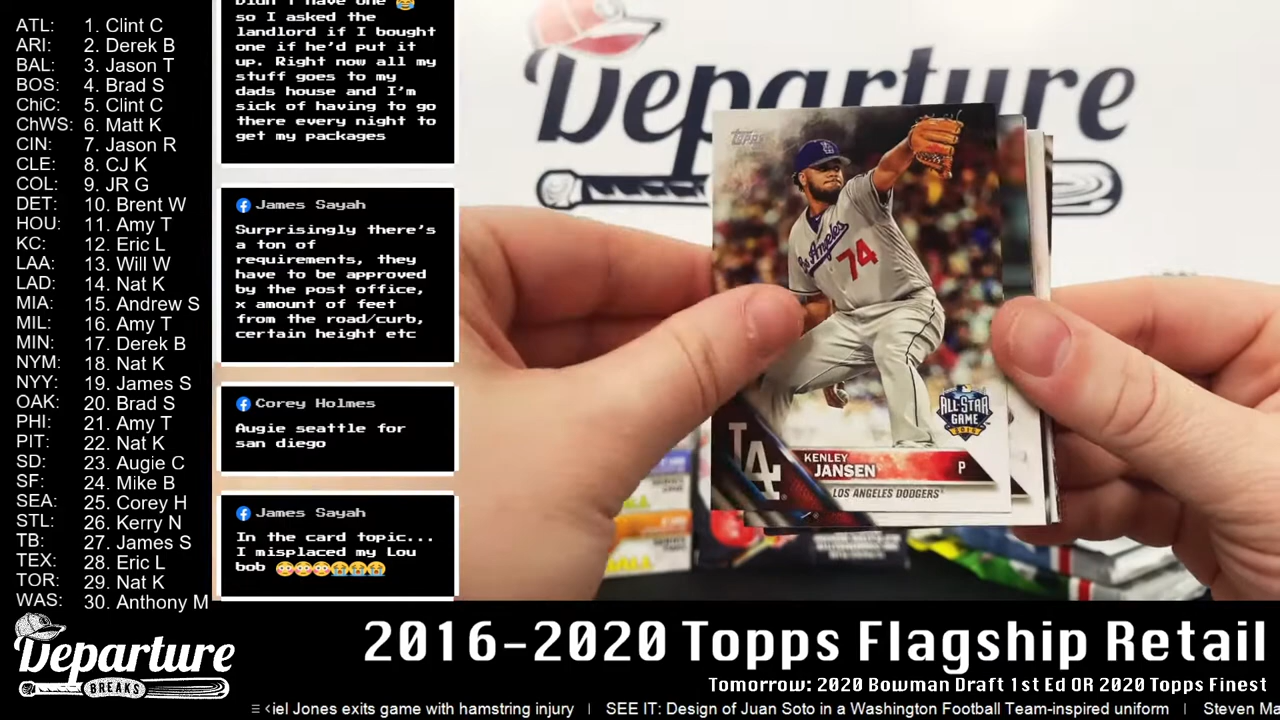 ATL: 1. Clint C
ARI: 2. Derek B
BAL: 3. Jason T
BOS: 4. Brad S
ChiC: 5. Clint C
ChWS: 6. Matt K
CIN: 7. Jason R
CLE: 8. CJ K
COL: 9. JR G
DET: 10. Brent W
HOU: 11. Amy T
KC: 12. Eric L
LAA: 13. Will W
LAD: 14. Nat K
MIA: 15. Andrew S
MIL: 16. Amy T
MIN: 17. Derek B
NYM: 18. Nat K
NYY: 19. James S
OAK: 20. Brad S
PHI: 21. Amy T
PIT: 22. Nat K
SD: 23. Augie C
SF: 24. Mike B
SEA: 25. Corey H
STL: 26. Kerry N
TB: 27. James S
TEX: 28. Eric L
TOR: 29. Nat K
WAS: 30. Anthony M
Didn't have one 😂
so I asked the
landlord if I bought
one if he'd put it
up. Right now all my
stuff goes to my
dads house and I'm
sick of having to go
there every night to
get my packages
James Sayah
Surprisingly there's
a ton of
requirements, they
have to be approved
by the post office,
x amount of feet
from the road/curb,
certain height etc
Corey Holmes
Augie seattle for
san diego
James Sayah
In the card topic...
I misplaced my Lou
bob 😳😳😳😭😭😭
Departure
TOPPS
Los Angeles
74
ALL-STAR
GAME
2016
LA
KENLEY
JANSEN
P
LOS ANGELES DODGERS
Departure
BREAKS
2016-2020 Topps Flagship Retail
Tomorrow: 2020 Bowman Draft 1st Ed OR 2020 Topps Finest
kiel Jones exits game with hamstring injury | SEE IT: Design of Juan Soto in a Washington Football Team-inspired uniform | Steven Ma